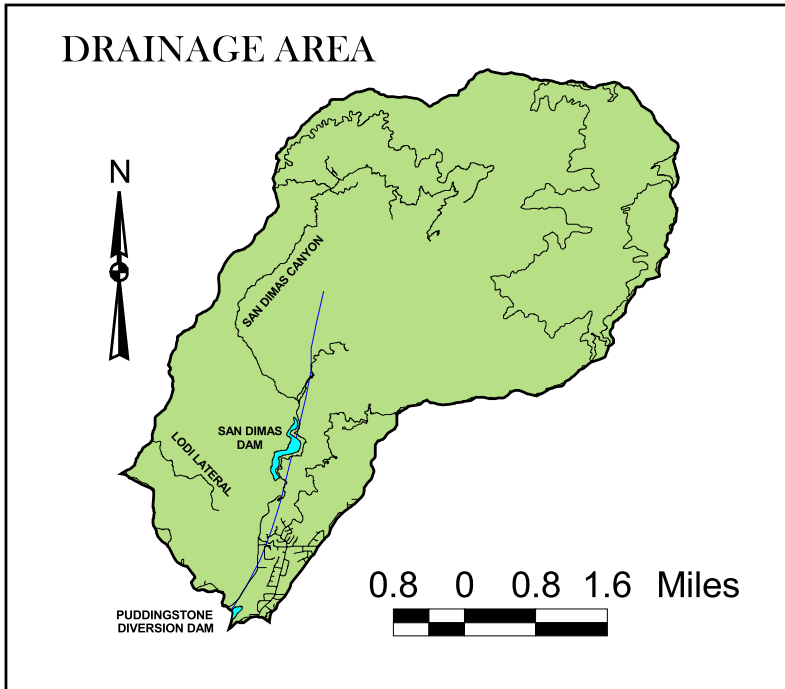 DRAINAGE AREA
N
SAN DIMAS CANYON
SAN DIMAS
DAM
LODI LATERAL
0.8 0 0.8 1.6 Miles
PUDDINGSTONE
DIVERSION DAM